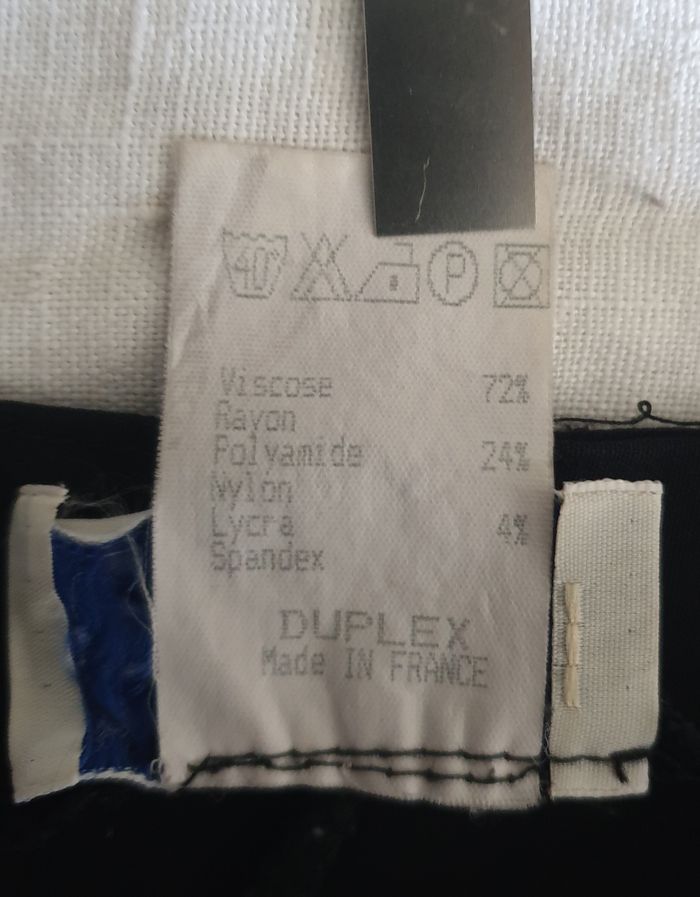 40°
P
Viscose 72%
Rayon
Polyamide 24%
Nylon
Lycra 4%
Spandex
DUPLEX
Made IN FRANCE